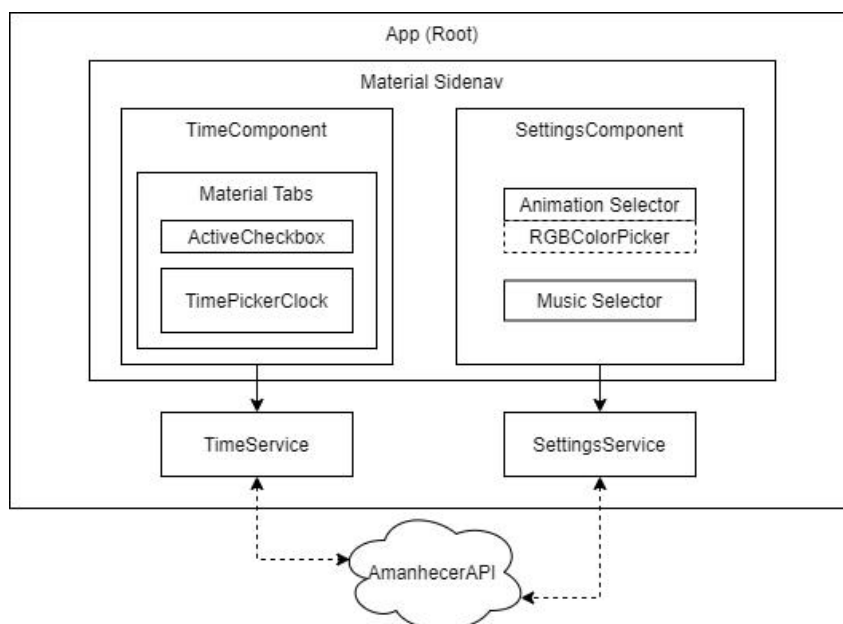 App (Root)
Material Sidenav
TimeComponent
Material Tabs
ActiveCheckbox
TimePickerClock
SettingsComponent
Animation Selector
RGBColorPicker
Music Selector
TimeService
SettingsService
AmanhecerAPI